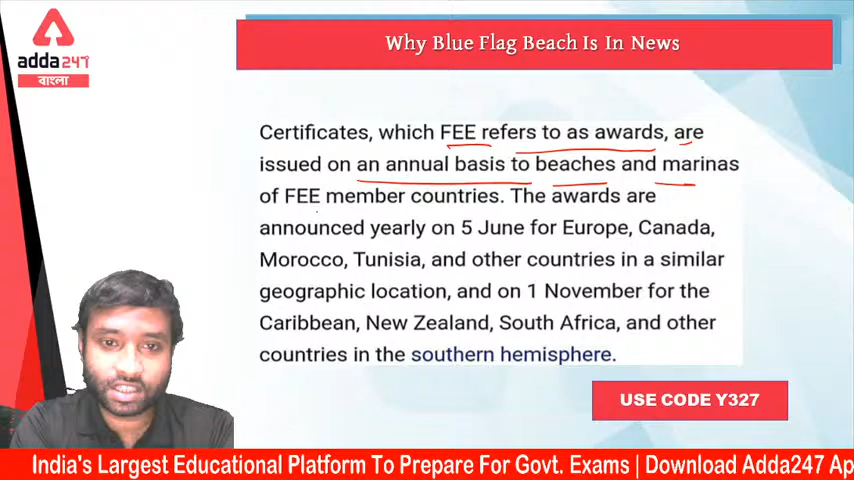 Why Blue Flag Beach Is In News
adda247
বাংলা
Certificates, which FEE refers to as awards, are
issued on an annual basis to beaches and marinas
of FEE member countries. The awards are
announced yearly on 5 June for Europe, Canada,
Morocco, Tunisia, and other countries in a similar
geographic location, and on 1 November for the
Caribbean, New Zealand, South Africa, and other
countries in the southern hemisphere.
USE CODE Y327
India's Largest Educational Platform To Prepare For Govt. Exams | Download Adda247 Ap